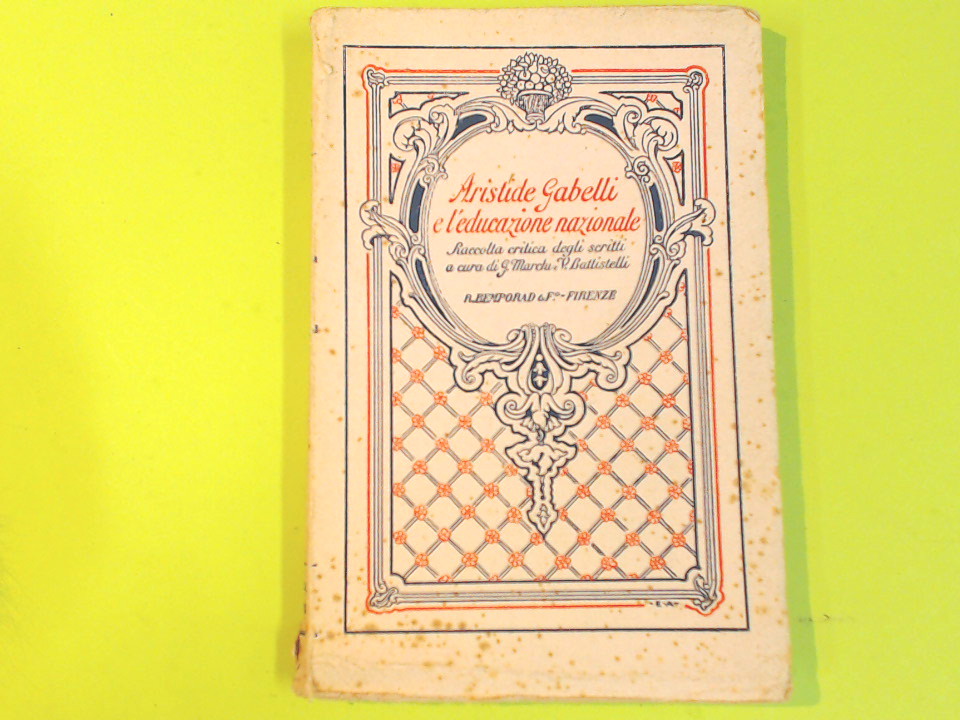 Aristide Gabelli
e l'educazione nazionale
Raccolta critica degli scritti
a cura di G. Marchi e V. Battistelli
R. BEMPORAD & F.º - FIRENZE
- E. A -